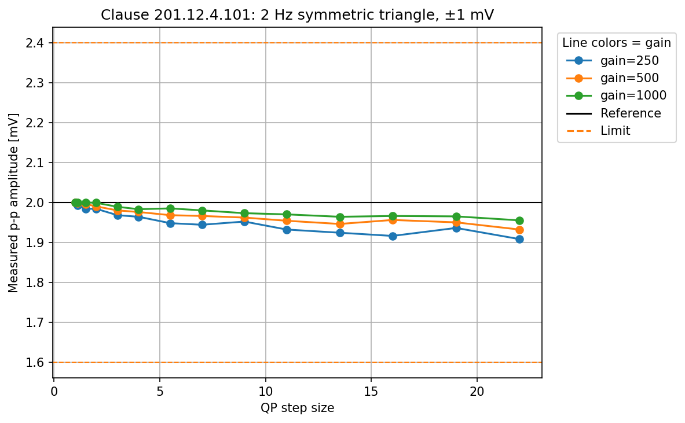 Clause 201.12.4.101: 2 Hz symmetric triangle, ±1 mV
Measured p-p amplitude [mV]
2.4
2.3
2.2
2.1
2.0
1.9
1.8
1.7
1.6
0
5
10
15
20
QP step size
Line colors = gain
gain=250
gain=500
gain=1000
Reference
Limit